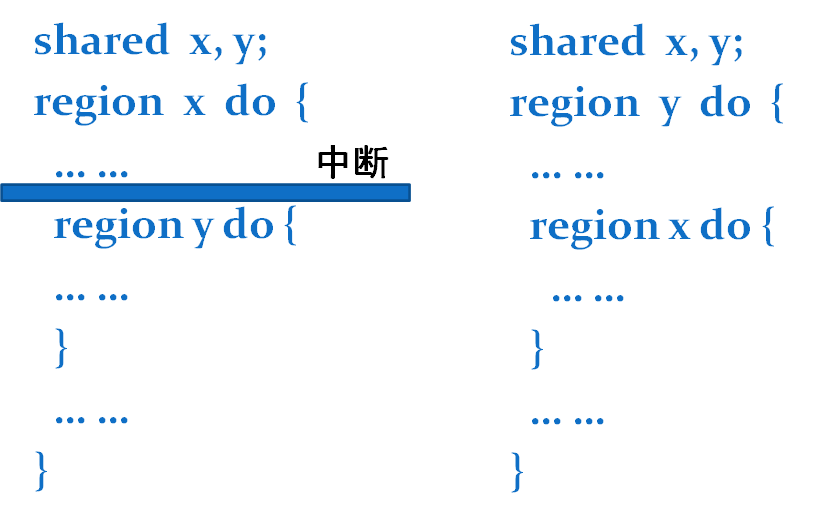 shared x, y;
region x do {
... ...
中断
region y do {
... ...
}
... ...
}
shared x, y;
region y do {
... ...
region x do {
... ...
}
... ...
}